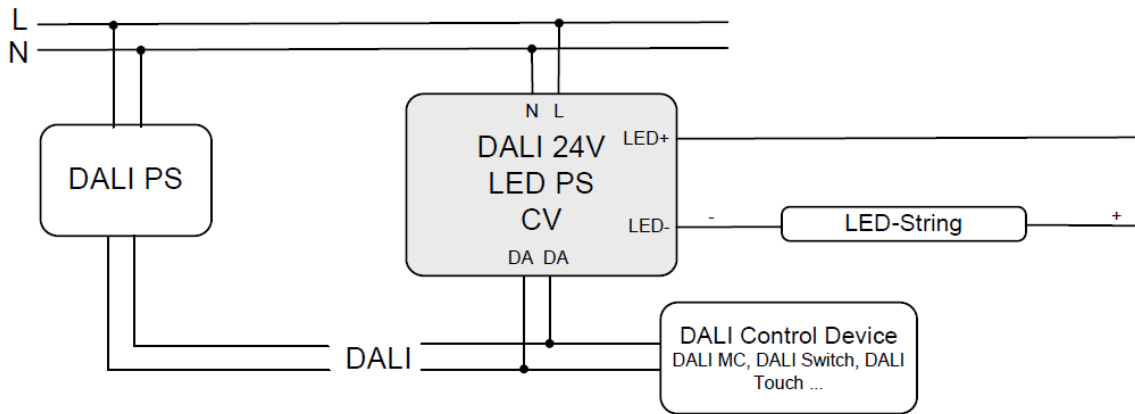 L
N
N L
DALI PS
DALI 24V
LED PS
CV
LED+
LED-
-
LED-String
+
DA DA
DALI
DALI Control Device
DALI MC, DALI Switch, DALI
Touch ...